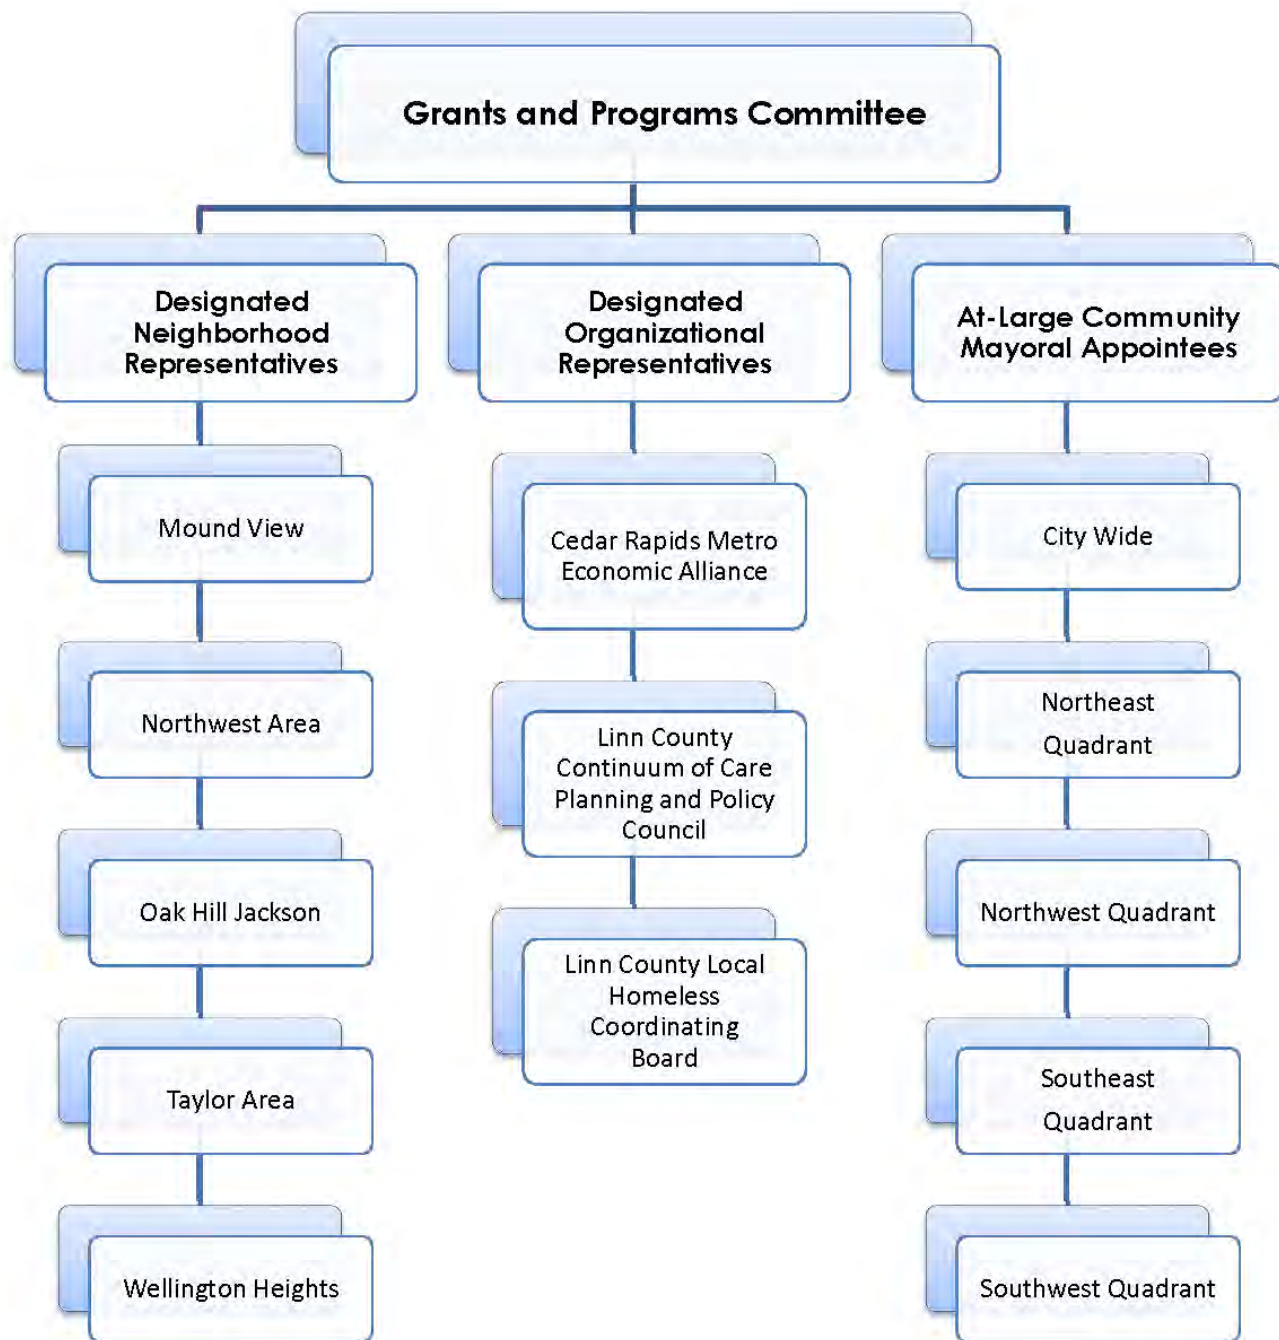 Grants and Programs Committee
Designated
Neighborhood
Representatives
Mound View
Northwest Area
Oak Hill Jackson
Taylor Area
Wellington Heights
Designated
Organizational
Representatives
Cedar Rapids Metro
Economic Alliance
Linn County
Continuum of Care
Planning and Policy
Council
Linn County Local
Homeless
Coordinating
Board
At-Large Community
Mayoral Appointees
City Wide
Northeast
Quadrant
Northwest Quadrant
Southeast
Quadrant
Southwest Quadrant